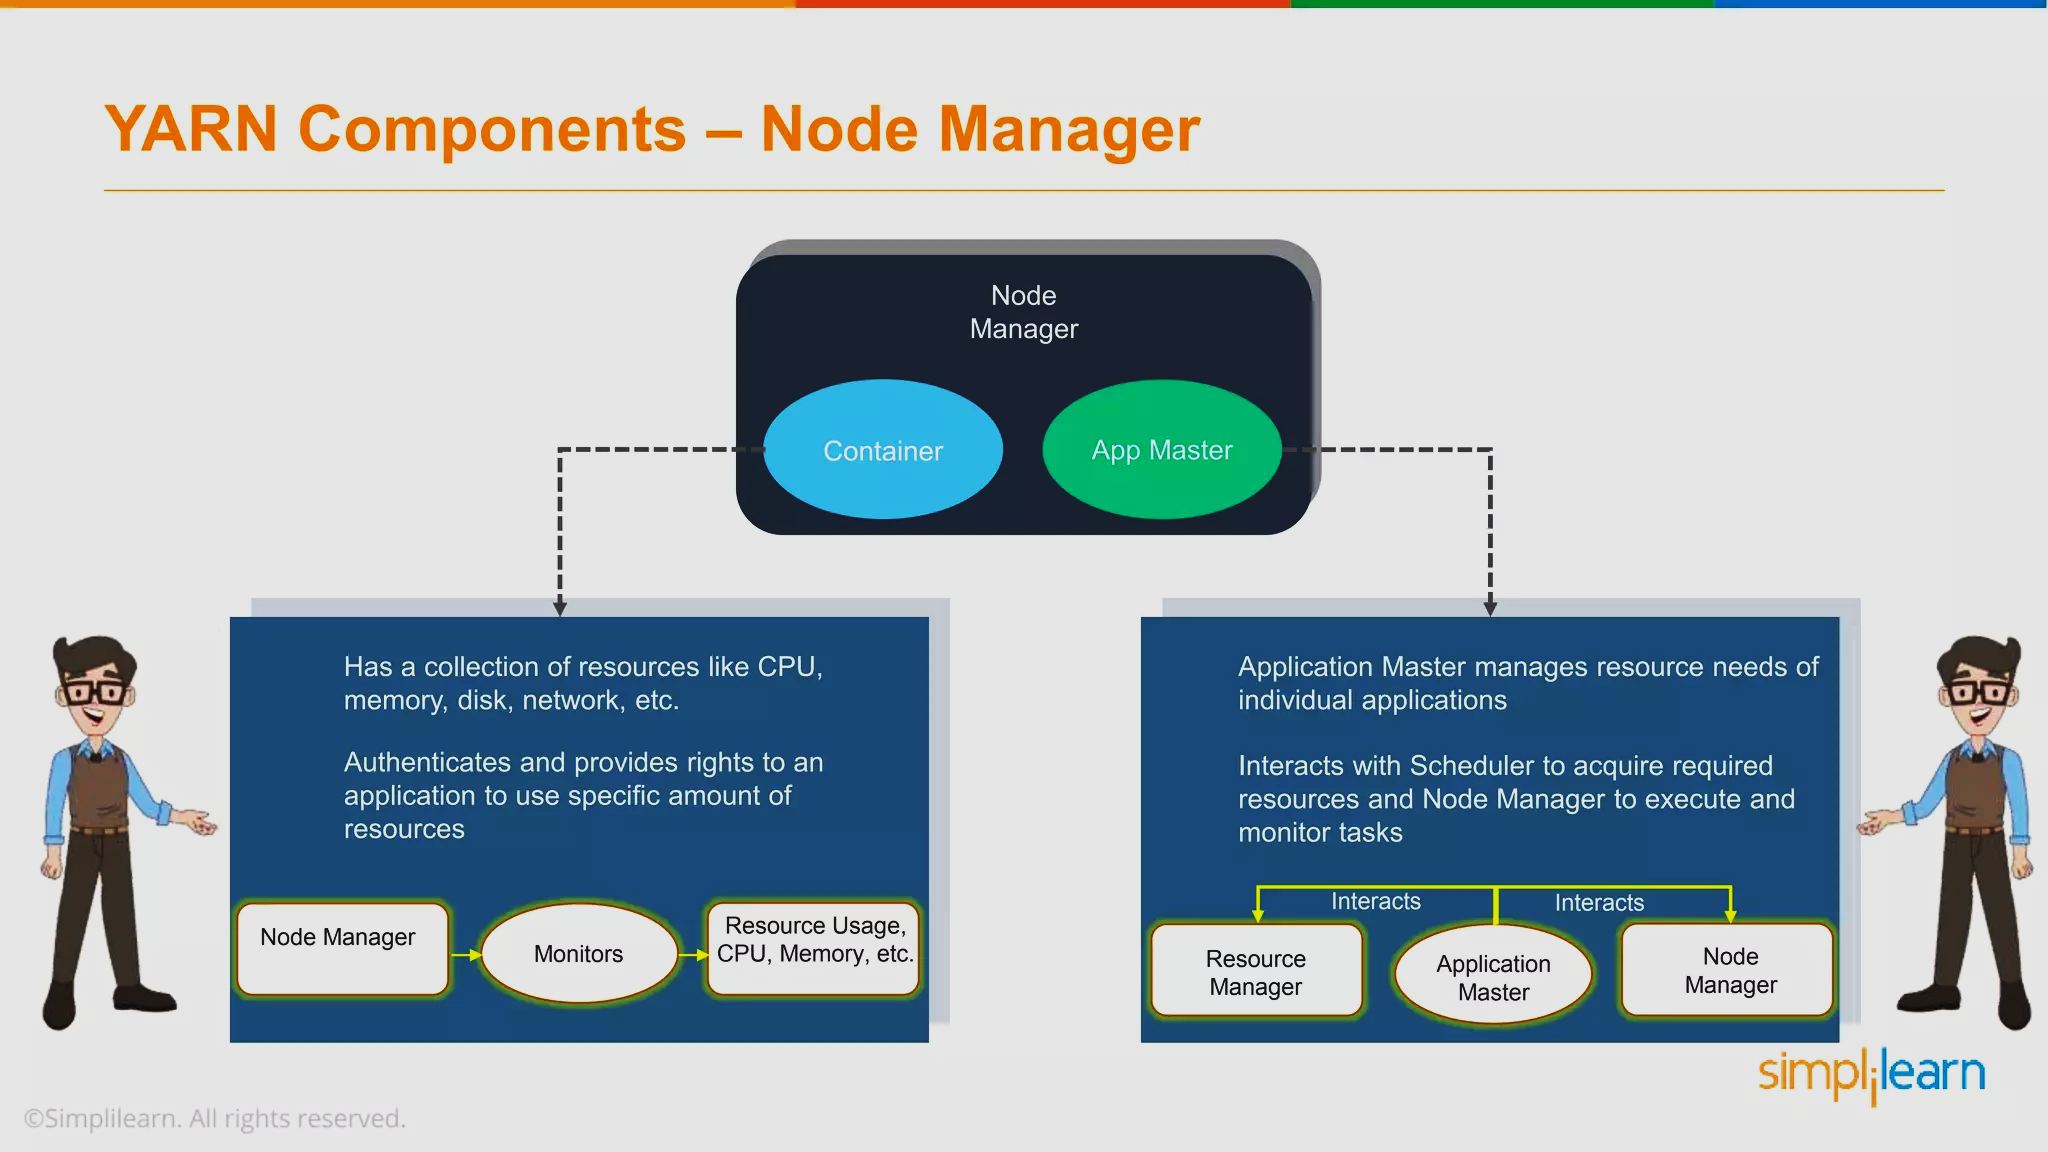 YARN Components – Node Manager
Node
Manager
Container
App Master
Has a collection of resources like CPU,
memory, disk, network, etc.
Authenticates and provides rights to an
application to use specific amount of
resources
Node Manager
Monitors
Resource Usage,
CPU, Memory, etc.
Application Master manages resource needs of
individual applications
Interacts with Scheduler to acquire required
resources and Node Manager to execute and
monitor tasks
Interacts
Interacts
Resource
Manager
Application
Master
Node
Manager
simplilearn
©Simplilearn. All rights reserved.